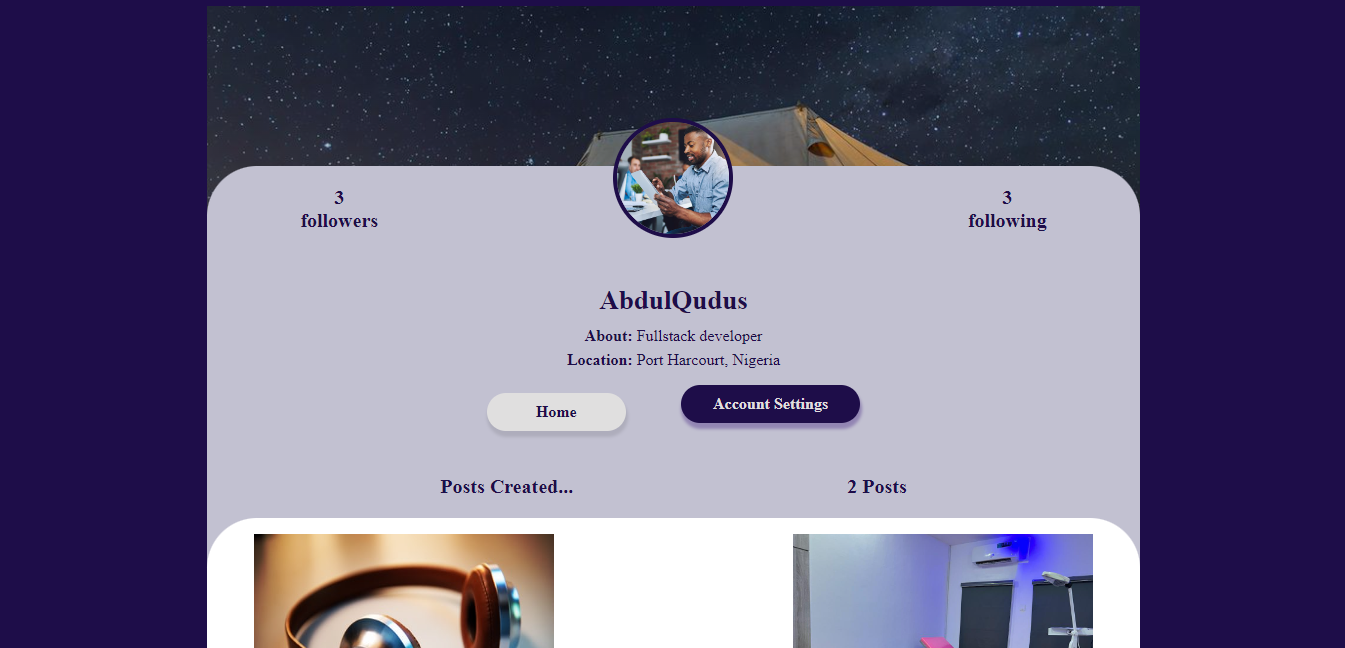 3
followers
3
following
AbdulQudus
About: Fullstack developer
Location: Port Harcourt, Nigeria
Home
Account Settings
Posts Created...
2 Posts